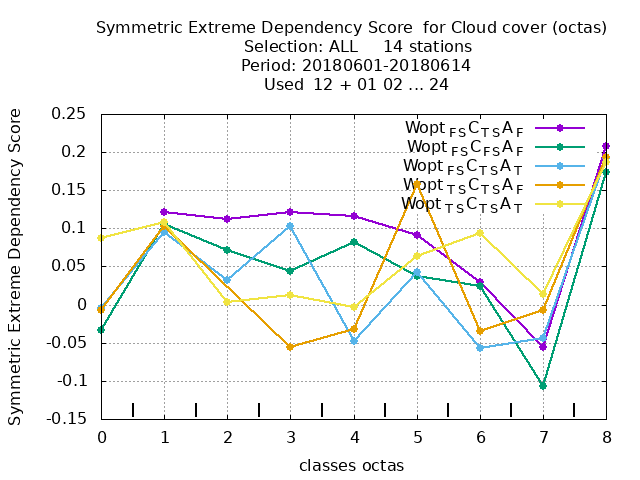 Symmetric Extreme Dependency Score  for Cloud cover (octas)
Selection: ALL     14 stations
Period: 20180601-20180614
Used  12 + 01 02 ... 24
Symmetric Extreme Dependency Score
0.25
0.2
0.15
0.1
0.05
0
-0.05
-0.1
-0.15
Wopt FS C TS A F
Wopt FS C FS A F
Wopt FS C TS A T
Wopt TS C TS A F
Wopt TS C TS A T
0 1 2 3 4 5 6 7 8
classes octas